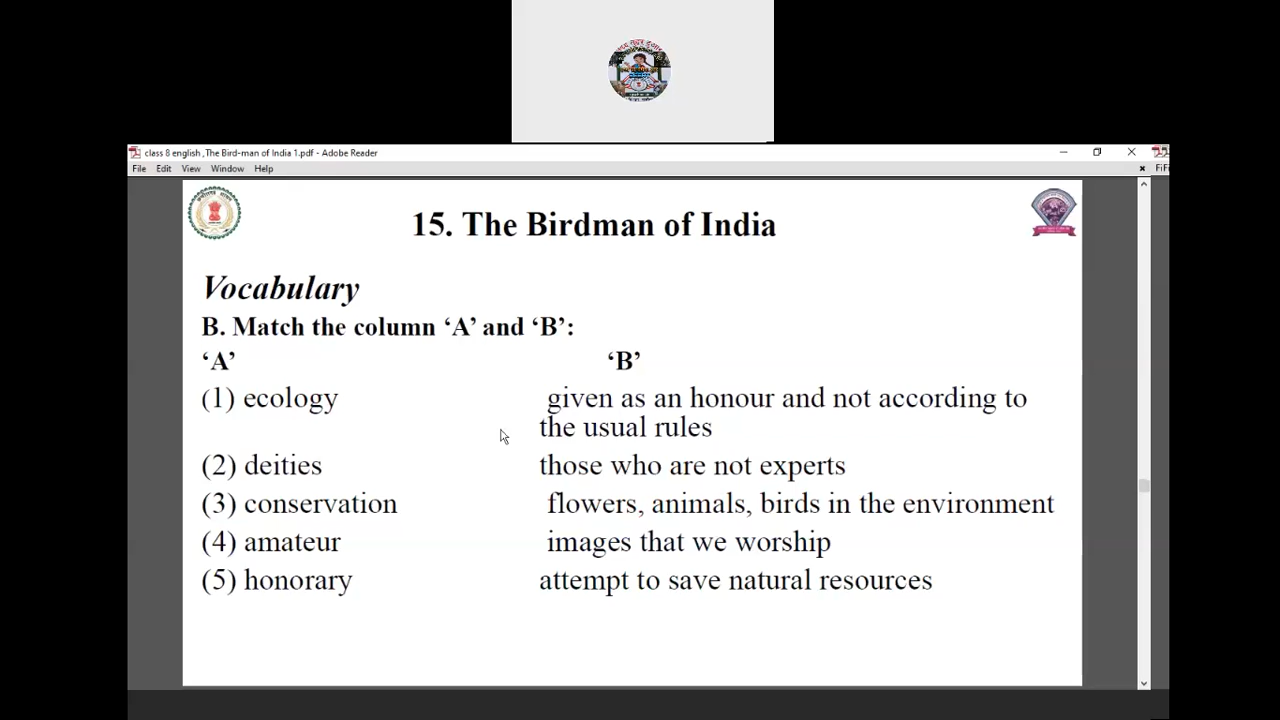 class 8 english ,The Bird-man of India 1.pdf - Adobe Reader
File Edit View Window Help
FiFi
15. The Birdman of India
Vocabulary
B. Match the column ‘A’ and ‘B’:
‘A’ ‘B’
(1) ecology given as an honour and not according to
the usual rules
(2) deities those who are not experts
(3) conservation flowers, animals, birds in the environment
(4) amateur images that we worship
(5) honorary attempt to save natural resources